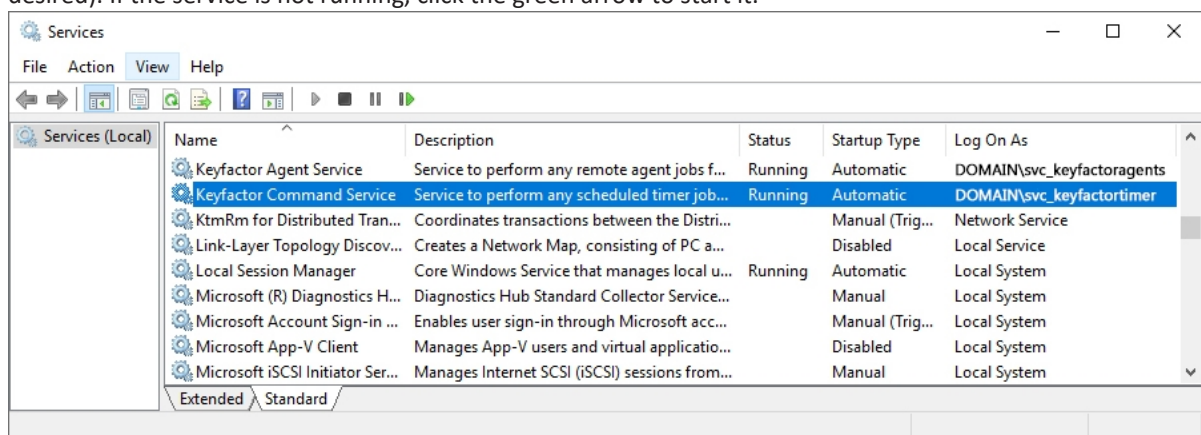 desired). If the service is not running, click the green arrow to start it.
Services
File Action View Help
Services (Local)
Name Description Status Startup Type Log On As
Keyfactor Agent Service Service to perform any remote agent jobs f... Running Automatic DOMAIN\svc_keyfactoragents
Keyfactor Command Service Service to perform any scheduled timer job... Running Automatic DOMAIN\svc_keyfactortimer
KtmRm for Distributed Tran... Coordinates transactions between the Distri... Manual (Trig... Network Service
Link-Layer Topology Discov... Creates a Network Map, consisting of PC a... Disabled Local Service
Local Session Manager Core Windows Service that manages local u... Running Automatic Local System
Microsoft (R) Diagnostics H... Diagnostics Hub Standard Collector Service... Manual Local System
Microsoft Account Sign-in ... Enables user sign-in through Microsoft acc... Manual (Trig... Local System
Microsoft App-V Client Manages App-V users and virtual applicatio... Disabled Local System
Microsoft iSCSI Initiator Ser... Manages Internet SCSI (iSCSI) sessions from... Manual Local System
Extended Standard